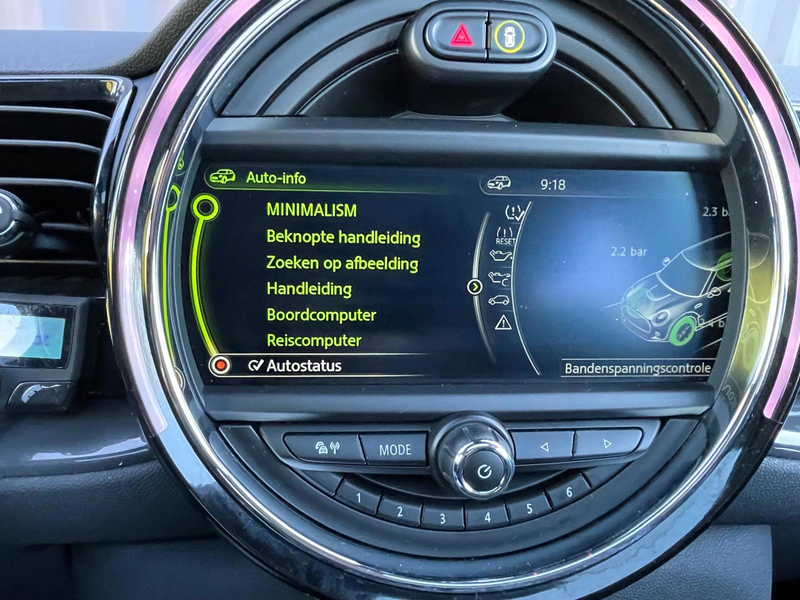 Auto-info
9:18
MINIMALISM
Beknopte handleiding
Zoeken op afbeelding
Handleiding
Boordcomputer
Reiscomputer
Autostatus
RESET
2.3 b
2.2 bar
Bandenspanningscontrole
MODE
1 2 3 4 5 6